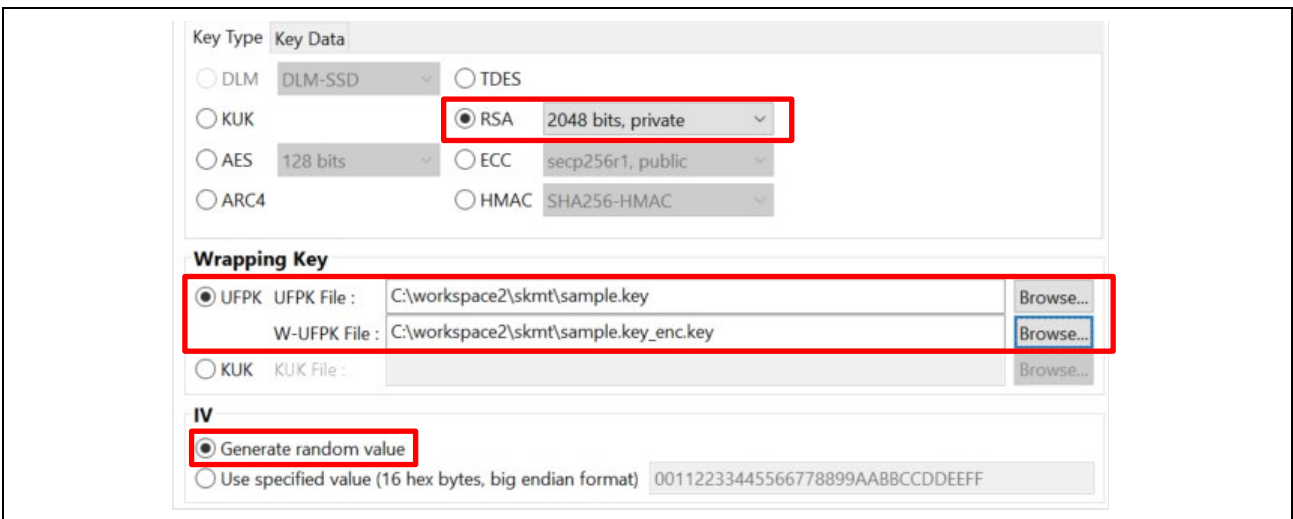 Key Type Key Data
DLM DLM-SSD TDES
KUK RSA 2048 bits, private
AES 128 bits ECC secp256r1, public
ARC4 HMAC SHA256-HMAC
Wrapping Key
UFPK UFPK File : C:\workspace2\skmt\sample.key Browse...
W-UFPK File : C:\workspace2\skmt\sample.key_enc.key Browse...
KUK KUK File : Browse...
IV
Generate random value
Use specified value (16 hex bytes, big endian format) 00112233445566778899AABBCCDDEEFF